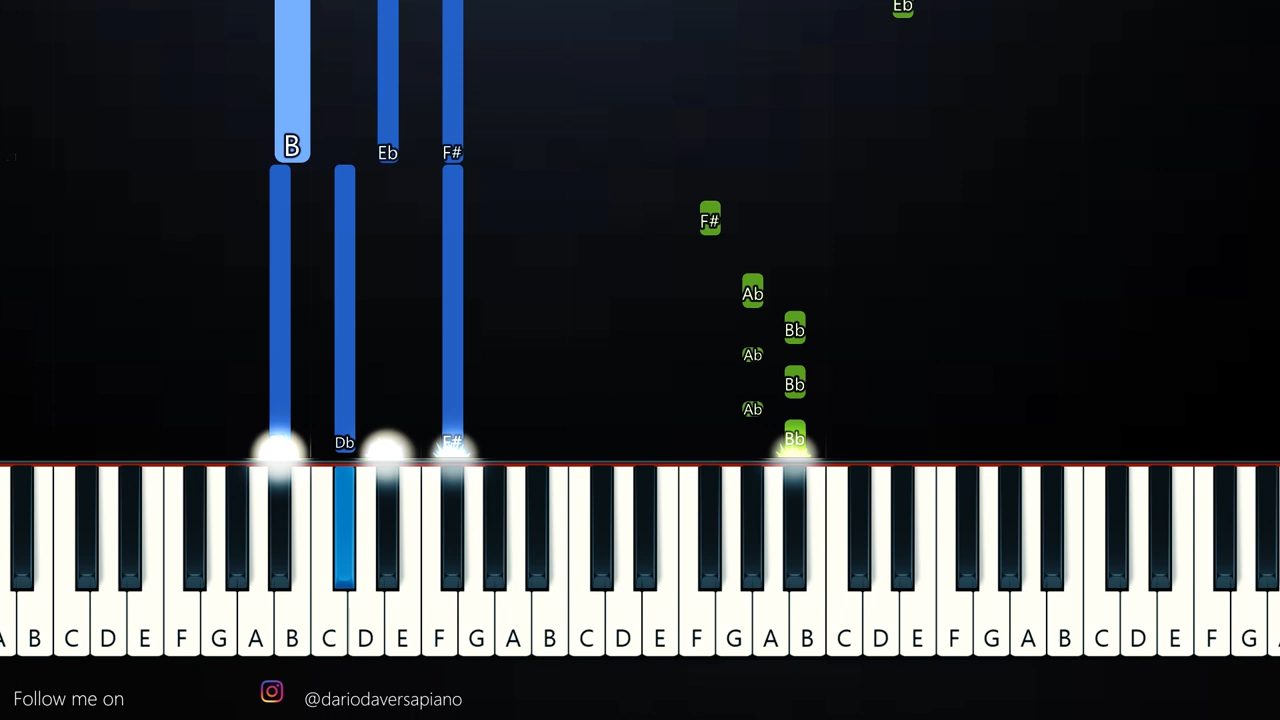 Eb
B Eb F#
F#
Ab
Bb
Ab
Bb
Ab
Db F# Bb
A B C D E F G A B C D E F G A B C D E F G A B C D E F G A B C D E F G
Follow me on @dariodaversapiano